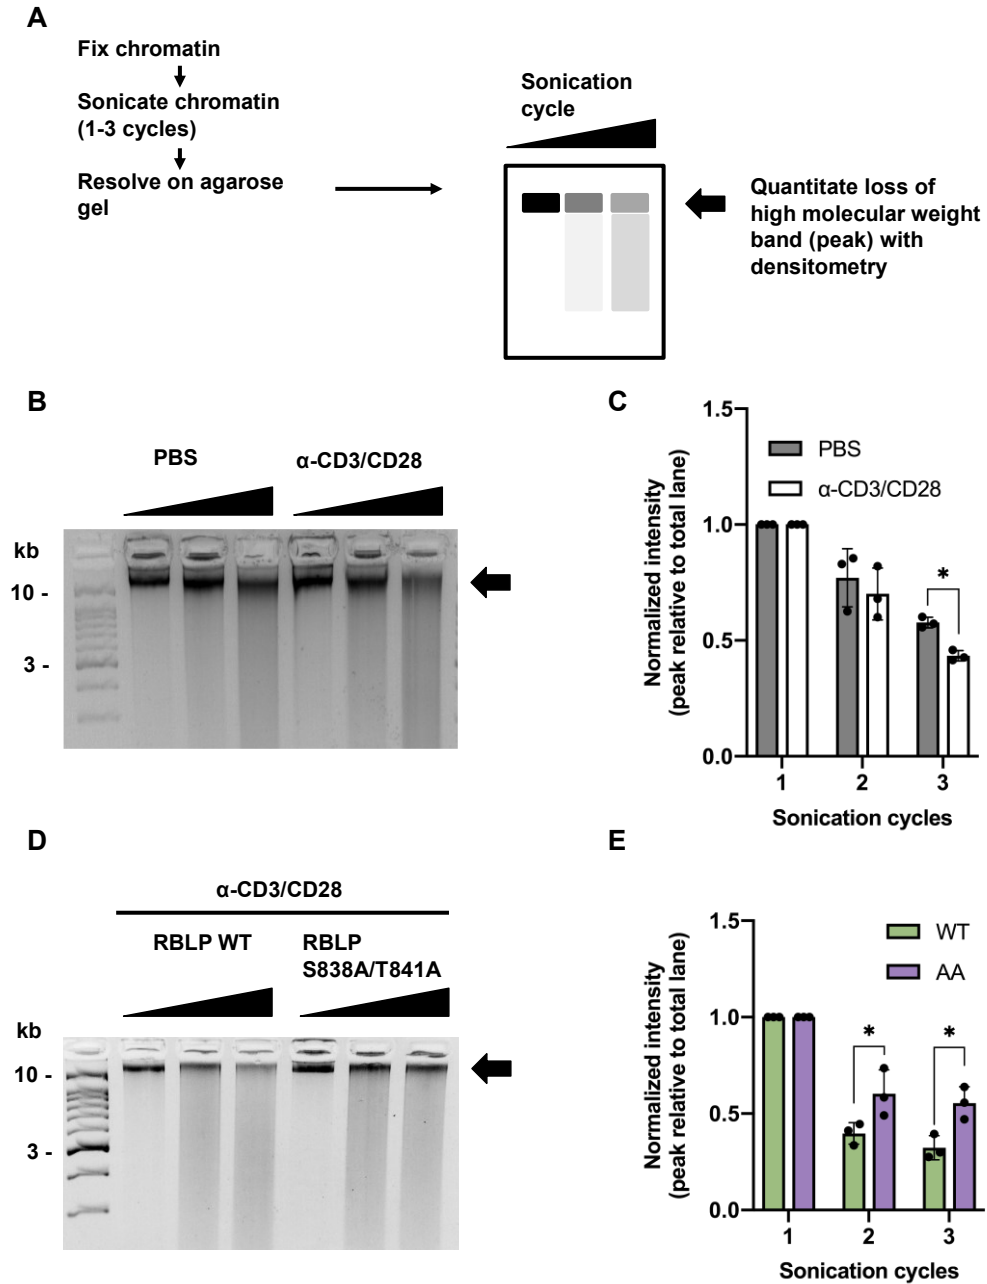 A
Fix chromatin
Sonicate chromatin
(1-3 cycles)
Resolve on agarose
gel
Sonication
cycle
Quantitate loss of
high molecular weight
band (peak) with
densitometry
B
PBS
α-CD3/CD28
kb
10 -
3 -
C
Normalized intensity
(peak relative to total lane)
1.5
1.0
0.5
0.0
PBS
α-CD3/CD28
*
1 2 3
Sonication cycles
D
α-CD3/CD28
RBLP WT
RBLP
S838A/T841A
kb
10 -
3 -
E
Normalized intensity
(peak relative to total lane)
1.5
1.0
0.5
0.0
WT
AA
* *
1 2 3
Sonication cycles